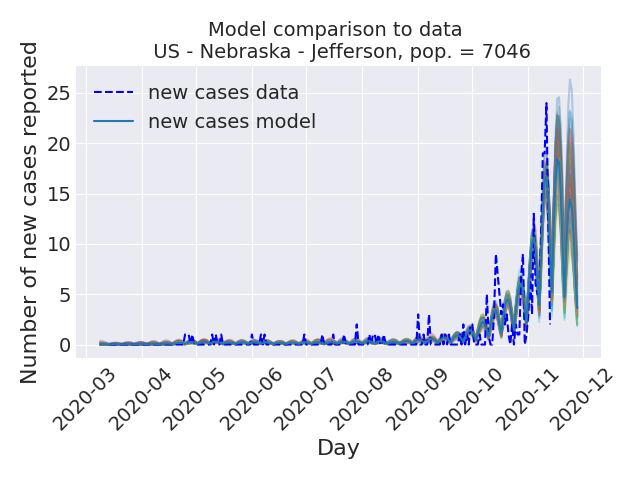 Model comparison to data
US - Nebraska - Jefferson, pop. = 7046
new cases data
new cases model
Number of new cases reported
25
20
15
10
5
0
2020-03
2020-04
2020-05
2020-06
2020-07
2020-08
2020-09
2020-10
2020-11
2020-12
Day